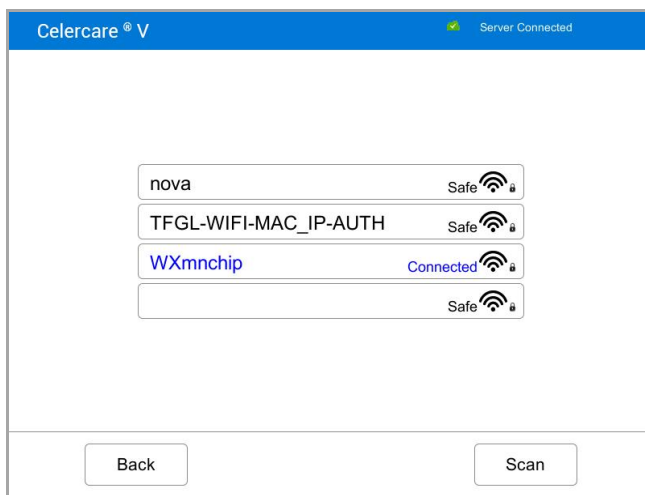 Celercare ® V
Server Connected
nova Safe
TFGL-WIFI-MAC_IP-AUTH Safe
WXmnchip Connected
Safe
Back
Scan